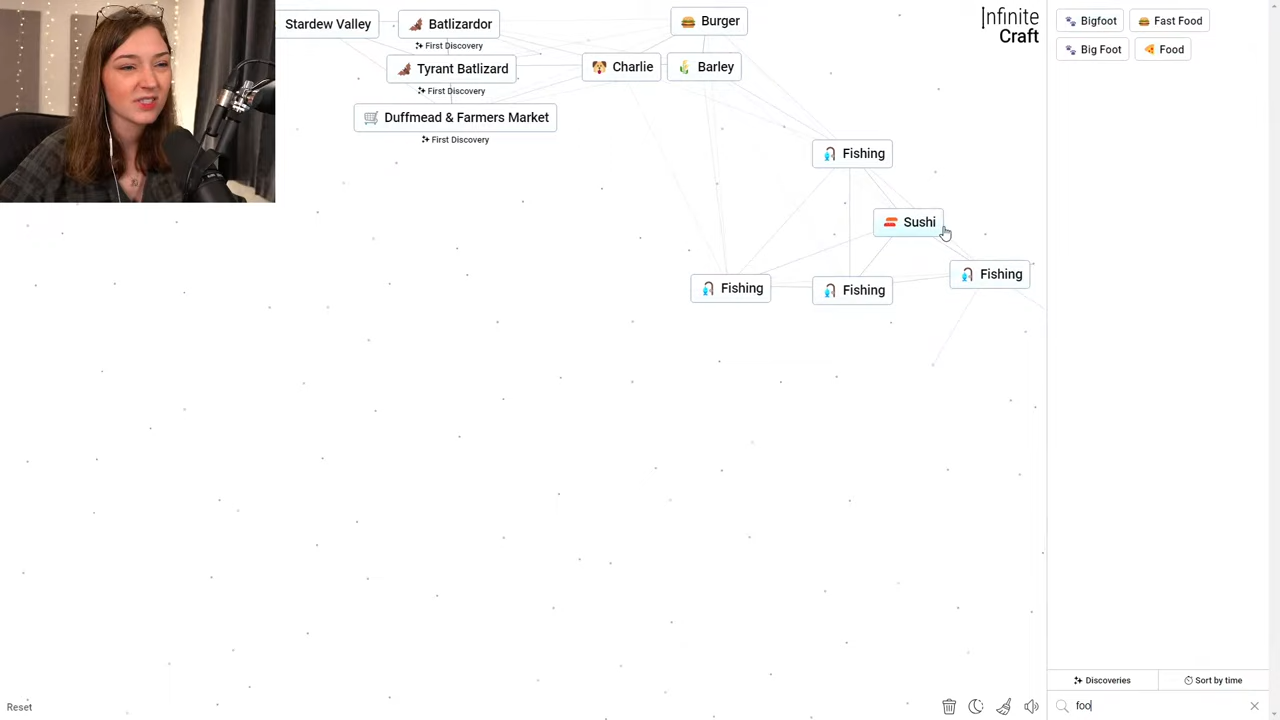 Stardew Valley
Batlizardor
First Discovery
Tyrant Batlizard
First Discovery
Duffmead & Farmers Market
First Discovery
Burger
Charlie
Barley
Fishing
Sushi
Fishing
Fishing
Fishing
Infinite
Craft
Bigfoot
Fast Food
Big Foot
Food
Discoveries
Sort by time
foo
Reset